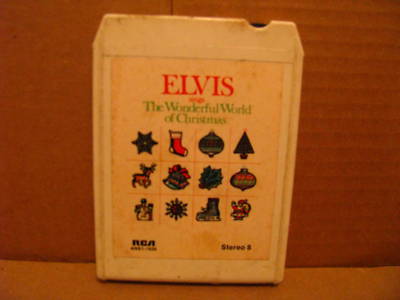 ELVIS
sings
The Wonderful World
of Christmas
RCA
Stereo 8